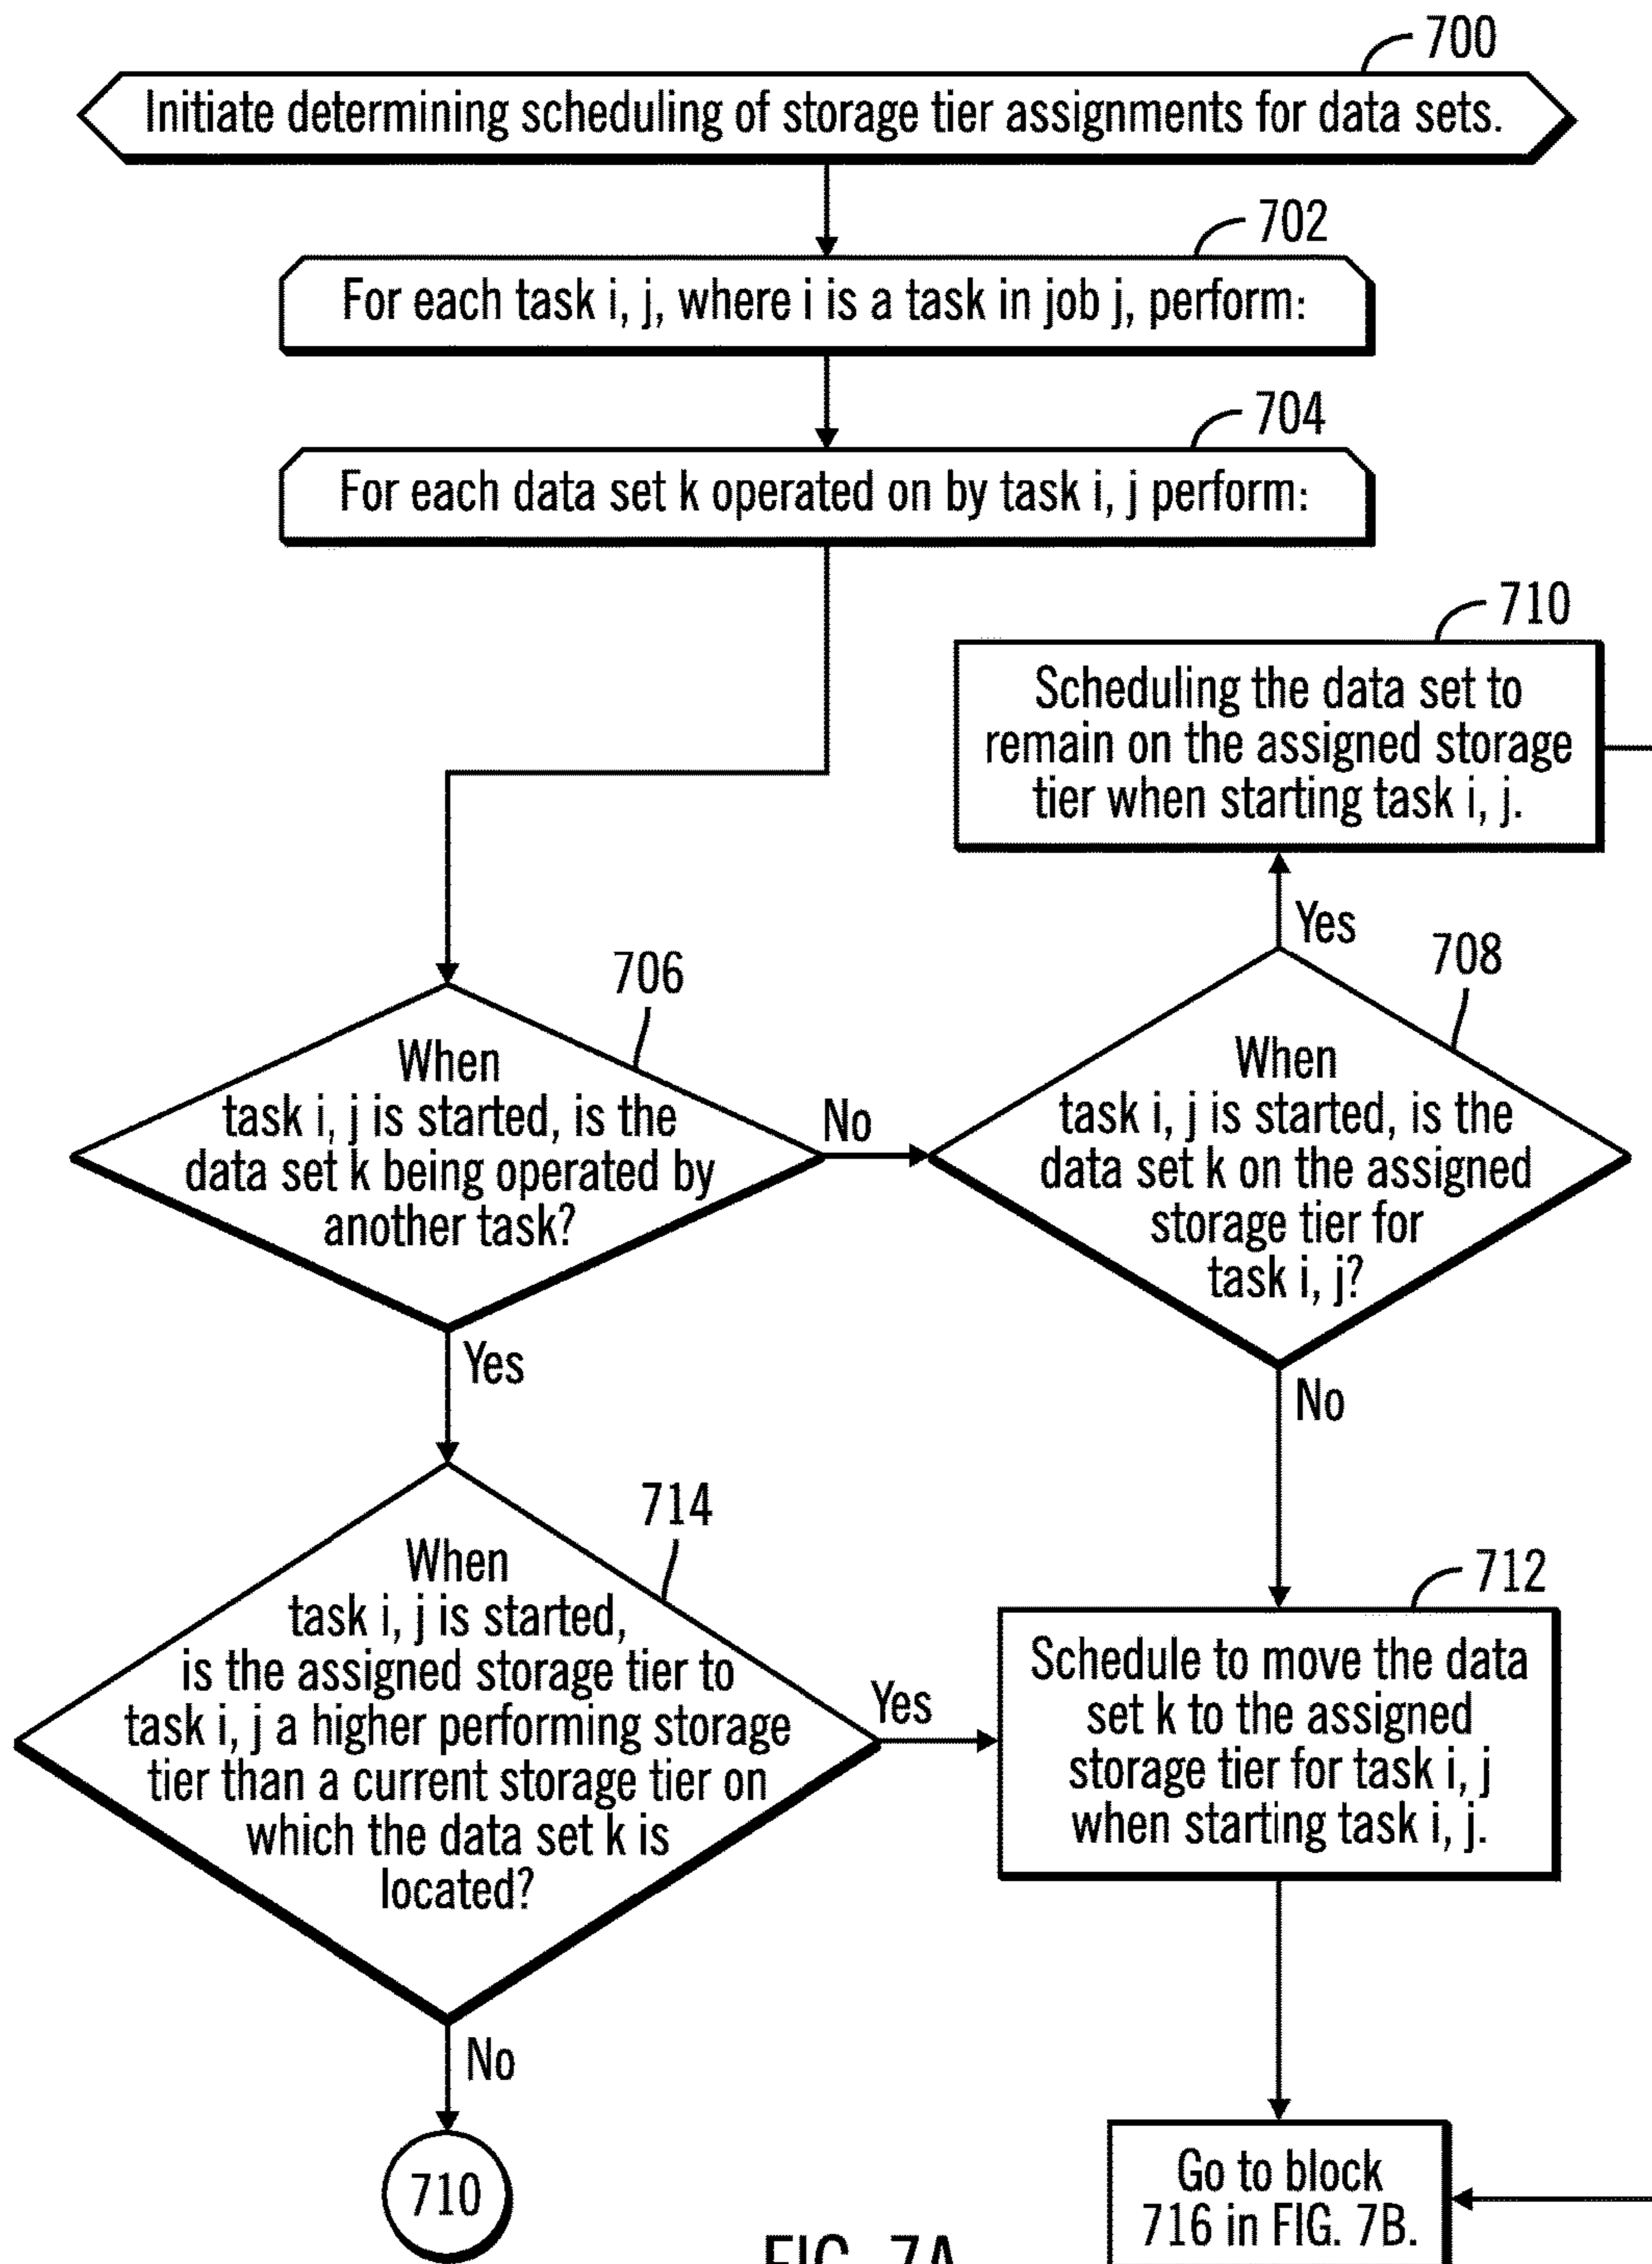 700
Initiate determining scheduling of storage tier assignments for data sets.
702
For each task i, j, where i is a task in job j, perform:
704
For each data set k operated on by task i, j perform:
710
Scheduling the data set to
remain on the assigned storage
tier when starting task i, j.
Yes
708
706
When
task i, j is started, is the
data set k being operated by
another task?
No
When
task i, j is started, is the
data set k on the assigned
storage tier for
task i, j?
Yes
No
714
When
task i, j is started,
is the assigned storage tier to
task i, j a higher performing storage
tier than a current storage tier on
which the data set k is
located?
Yes
712
Schedule to move the data
set k to the assigned
storage tier for task i, j
when starting task i, j.
No
710
Go to block
716 in FIG. 7B.
FIG. 7A